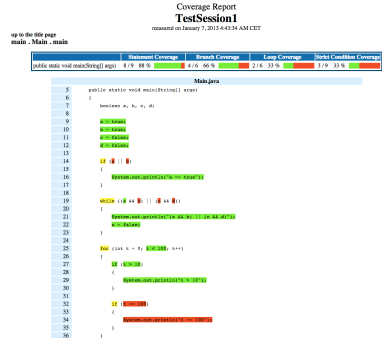 Coverage Report
TestSession1
measured on January 7, 2013 4:43:34 AM CET
up to the title page
main . Main . main
Statement Coverage Branch Coverage Loop Coverage Strict Condition Coverage
public static void main(String[] args) 8 / 9 88 % 4 / 6 66 % 2 / 6 33 % 3 / 9 33 %
Main.java
5 public static void main(String[] args)
6 {
7 boolean a, b, c, d;
8
9 a = true;
10 b = true;
11 c = false;
12 d = false;
13
14 if (a || b)
15 {
16 System.out.println("a == true");
17 }
18
19 while ((a && b) || (c && d))
20 {
21 System.out.println("(a && b) || (c && d)");
22 a = false;
23 }
24
25 for (int t = 0; t < 100; t++)
26 {
27 if (t > 10)
28 {
29 System.out.println("t > 10");
30 }
31
32 if (t == 100)
33 {
34 System.out.println("t == 100");
35 }
36 }